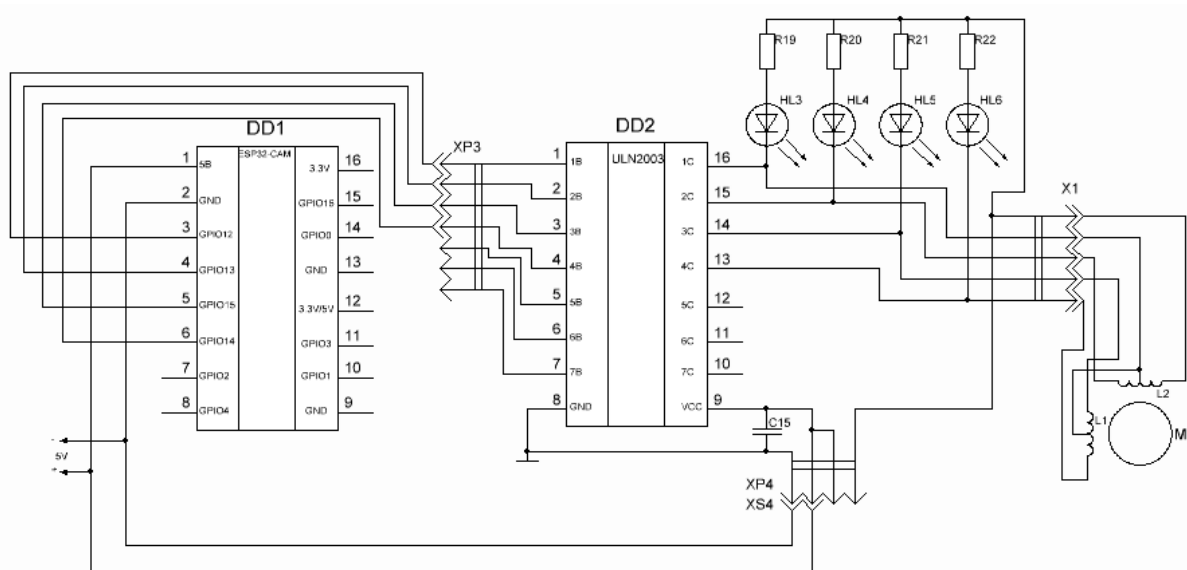 R19
R20
R21
R22
HL3
HL4
HL5
HL6
DD1
ESP32-CAM
1
5В
2
GND
3
GPIO12
4
GPIO13
5
GPIO15
6
GPIO14
7
GPIO2
8
GPIO4
3.3V
16
GPIO16
15
GPIO0
14
GND
13
3.3V/5V
12
GPIO3
11
GPIO1
10
GND
9
XP3
DD2
ULN2003
1
1B
2
2B
3
3B
4
4B
5
5B
6
6B
7
7B
8
GND
1C
16
2C
15
3C
14
4C
13
5C
12
6C
11
7C
10
VCC
9
C15
X1
L2
L1
M
-
5V
+
XP4
XS4